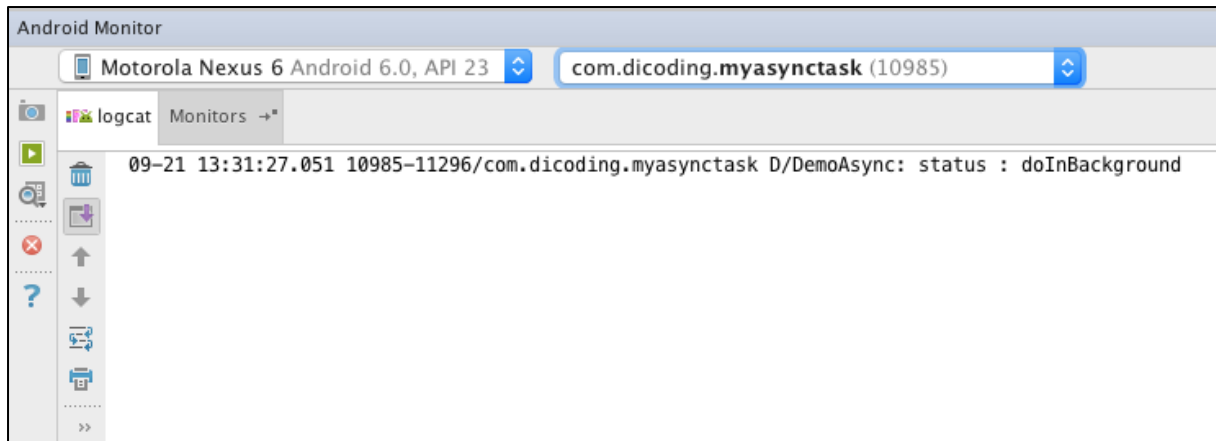 Android Monitor
Motorola Nexus 6 Android 6.0, API 23 com.dicoding.myasynctask (10985)
logcat Monitors
09-21 13:31:27.051 10985-11296/com.dicoding.myasynctask D/DemoAsync: status : doInBackground
?
>>